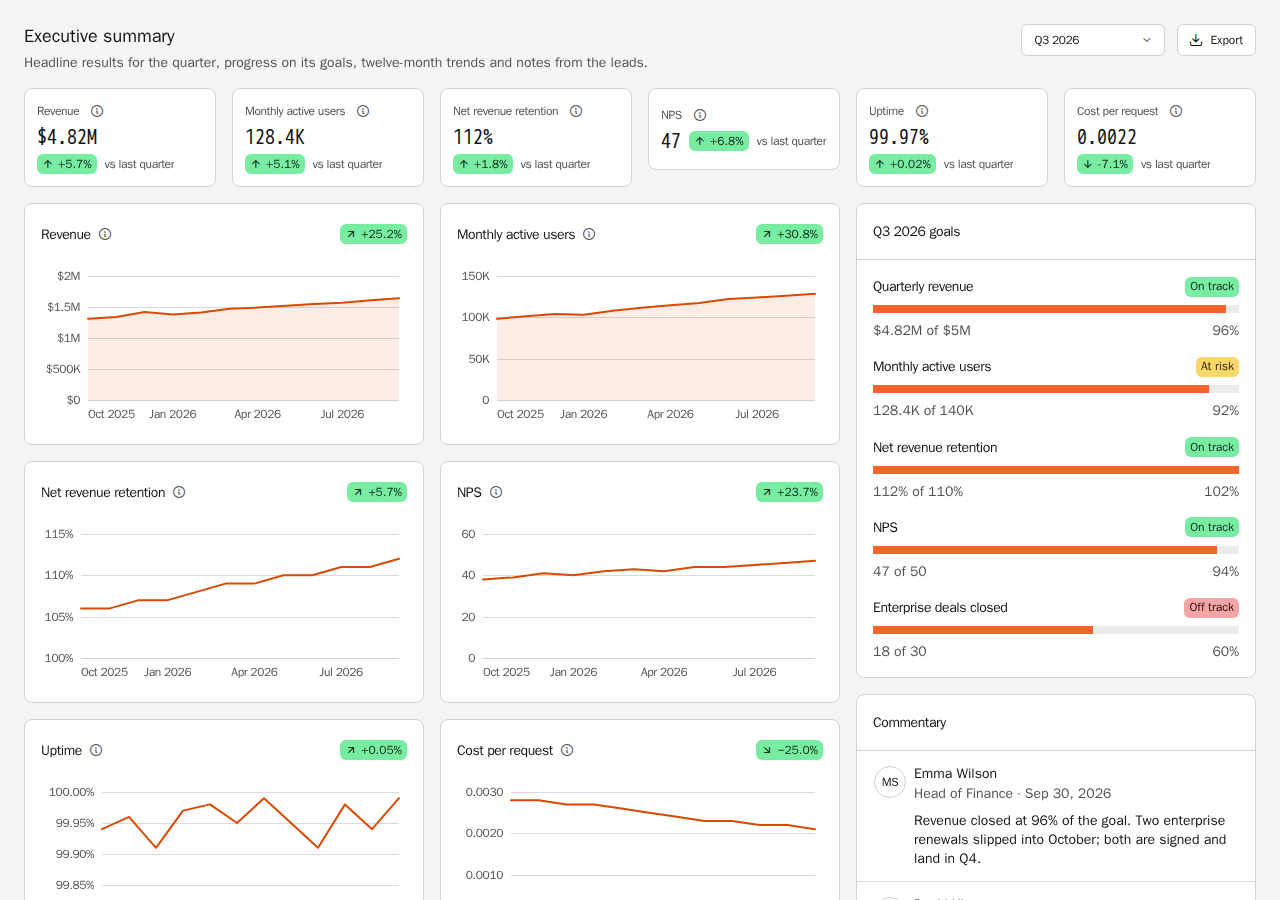 Executive summary
Headline results for the quarter, progress on its goals, twelve-month trends and notes from the leads.
Q3 2026
Export
Revenue
$4.82M
+5.7% vs last quarter
Monthly active users
128.4K
+5.1% vs last quarter
Net revenue retention
112%
+1.8% vs last quarter
NPS
47 +6.8% vs last quarter
Uptime
99.97%
+0.02% vs last quarter
Cost per request
0.0022
-7.1% vs last quarter
Revenue
+25.2%
$2M
$1.5M
$1M
$500K
$0
Oct 2025 Jan 2026 Apr 2026 Jul 2026
Monthly active users
+30.8%
150K
100K
50K
0
Oct 2025 Jan 2026 Apr 2026 Jul 2026
Net revenue retention
+5.7%
115%
110%
105%
100%
Oct 2025 Jan 2026 Apr 2026 Jul 2026
NPS
+23.7%
60
40
20
0
Oct 2025 Jan 2026 Apr 2026 Jul 2026
Uptime
+0.05%
100.00%
99.95%
99.90%
99.85%
Cost per request
−25.0%
0.0030
0.0020
0.0010
Q3 2026 goals
Quarterly revenue On track
$4.82M of $5M 96%
Monthly active users At risk
128.4K of 140K 92%
Net revenue retention On track
112% of 110% 102%
NPS On track
47 of 50 94%
Enterprise deals closed Off track
18 of 30 60%
Commentary
MS
Emma Wilson
Head of Finance · Sep 30, 2026
Revenue closed at 96% of the goal. Two enterprise
renewals slipped into October; both are signed and
land in Q4.